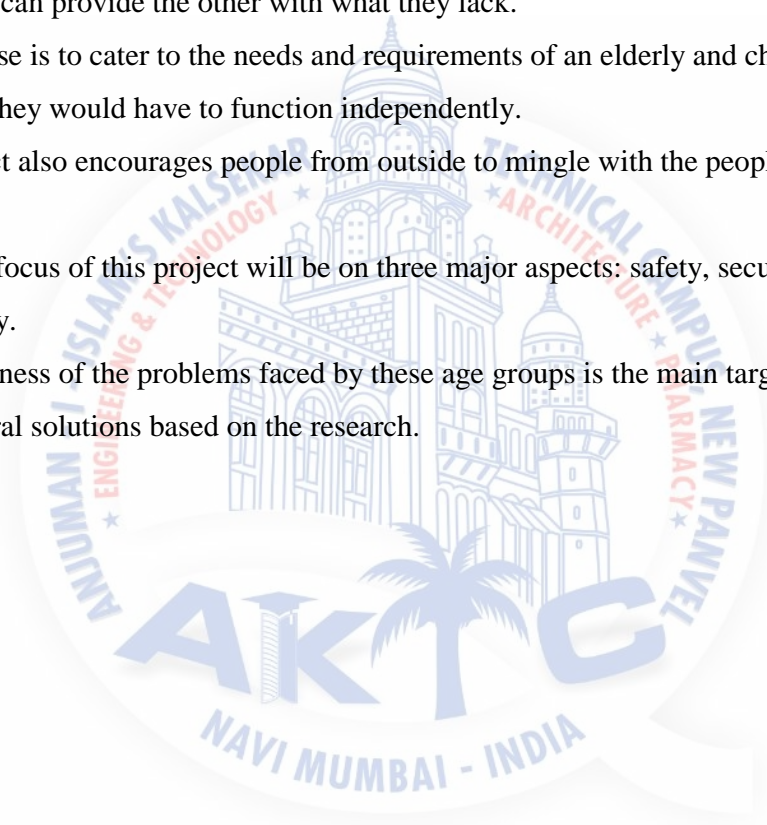 can provide the other with what they lack.
se is to cater to the needs and requirements of an elderly and ch
they would have to function independently.
ct also encourages people from outside to mingle with the peopl
focus of this project will be on three major aspects: safety, secu
y.
ness of the problems faced by these age groups is the main targ
ral solutions based on the research.
ANJUMAN - I - ISLAM'S KALSEKAR TECHNICAL CAMPUS, NEW PANVEL
ENGINEERING & TECHNOLOGY ★ ★ ARCHITECTURE ★ PHARMACY ★
AKTC
NAVI MUMBAI - INDIA